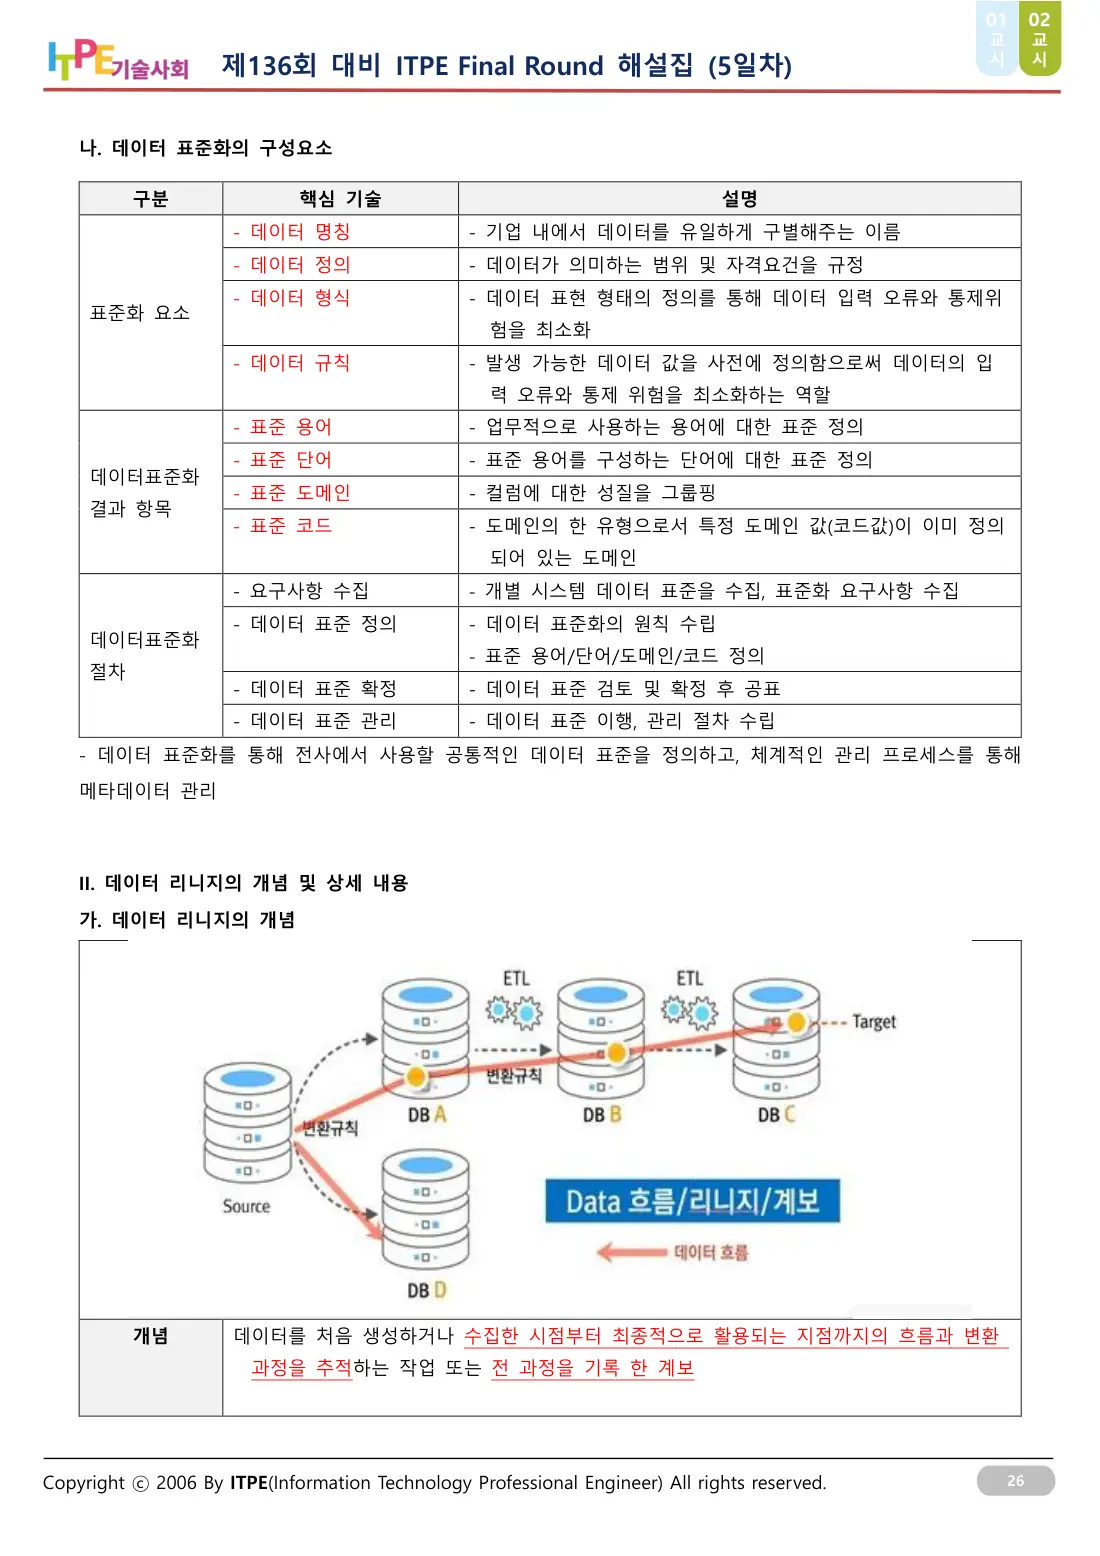 ITPE기술사회 제136회 대비 ITPE Final Round 해설집 (5일차)
01 교시
02 교시
나. 데이터 표준화의 구성요소
구분 핵심 기술 설명
표준화 요소
- 데이터 명칭 - 기업 내에서 데이터를 유일하게 구별해주는 이름
- 데이터 정의 - 데이터가 의미하는 범위 및 자격요건을 규정
- 데이터 형식 - 데이터 표현 형태의 정의를 통해 데이터 입력 오류와 통제위
험을 최소화
- 데이터 규칙 - 발생 가능한 데이터 값을 사전에 정의함으로써 데이터의 입
력 오류와 통제 위험을 최소화하는 역할
데이터표준화
결과 항목
- 표준 용어 - 업무적으로 사용하는 용어에 대한 표준 정의
- 표준 단어 - 표준 용어를 구성하는 단어에 대한 표준 정의
- 표준 도메인 - 컬럼에 대한 성질을 그룹핑
- 표준 코드 - 도메인의 한 유형으로서 특정 도메인 값(코드값)이 이미 정의
되어 있는 도메인
데이터표준화
절차
- 요구사항 수집 - 개별 시스템 데이터 표준을 수집, 표준화 요구사항 수집
- 데이터 표준 정의 - 데이터 표준화의 원칙 수립
- 표준 용어/단어/도메인/코드 정의
- 데이터 표준 확정 - 데이터 표준 검토 및 확정 후 공표
- 데이터 표준 관리 - 데이터 표준 이행, 관리 절차 수립
- 데이터 표준화를 통해 전사에서 사용할 공통적인 데이터 표준을 정의하고, 체계적인 관리 프로세스를 통해
메타데이터 관리
II. 데이터 리니지의 개념 및 상세 내용
가. 데이터 리니지의 개념
ETL ETL
Target
변환규칙
DB A DB B DB C
변환규칙
Source
Data 흐름/리니지/계보
데이터 흐름
DB D
개념 데이터를 처음 생성하거나 수집한 시점부터 최종적으로 활용되는 지점까지의 흐름과 변환
과정을 추적하는 작업 또는 전 과정을 기록 한 계보
Copyright ⓒ 2006 By ITPE(Information Technology Professional Engineer) All rights reserved.
26